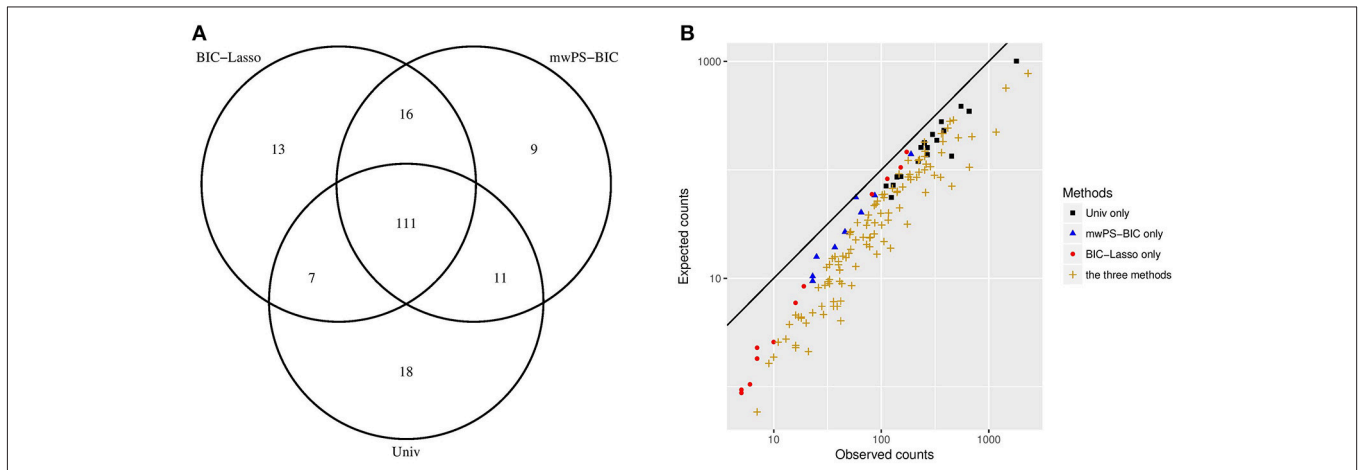 A
BIC−Lasso
mwPS−BIC
16
13
9
111
7
11
18
Univ
B
1000
10
Expected counts
10
100
1000
Observed counts
Methods
Univ only
mwPS−BIC only
BIC−Lasso only
the three methods